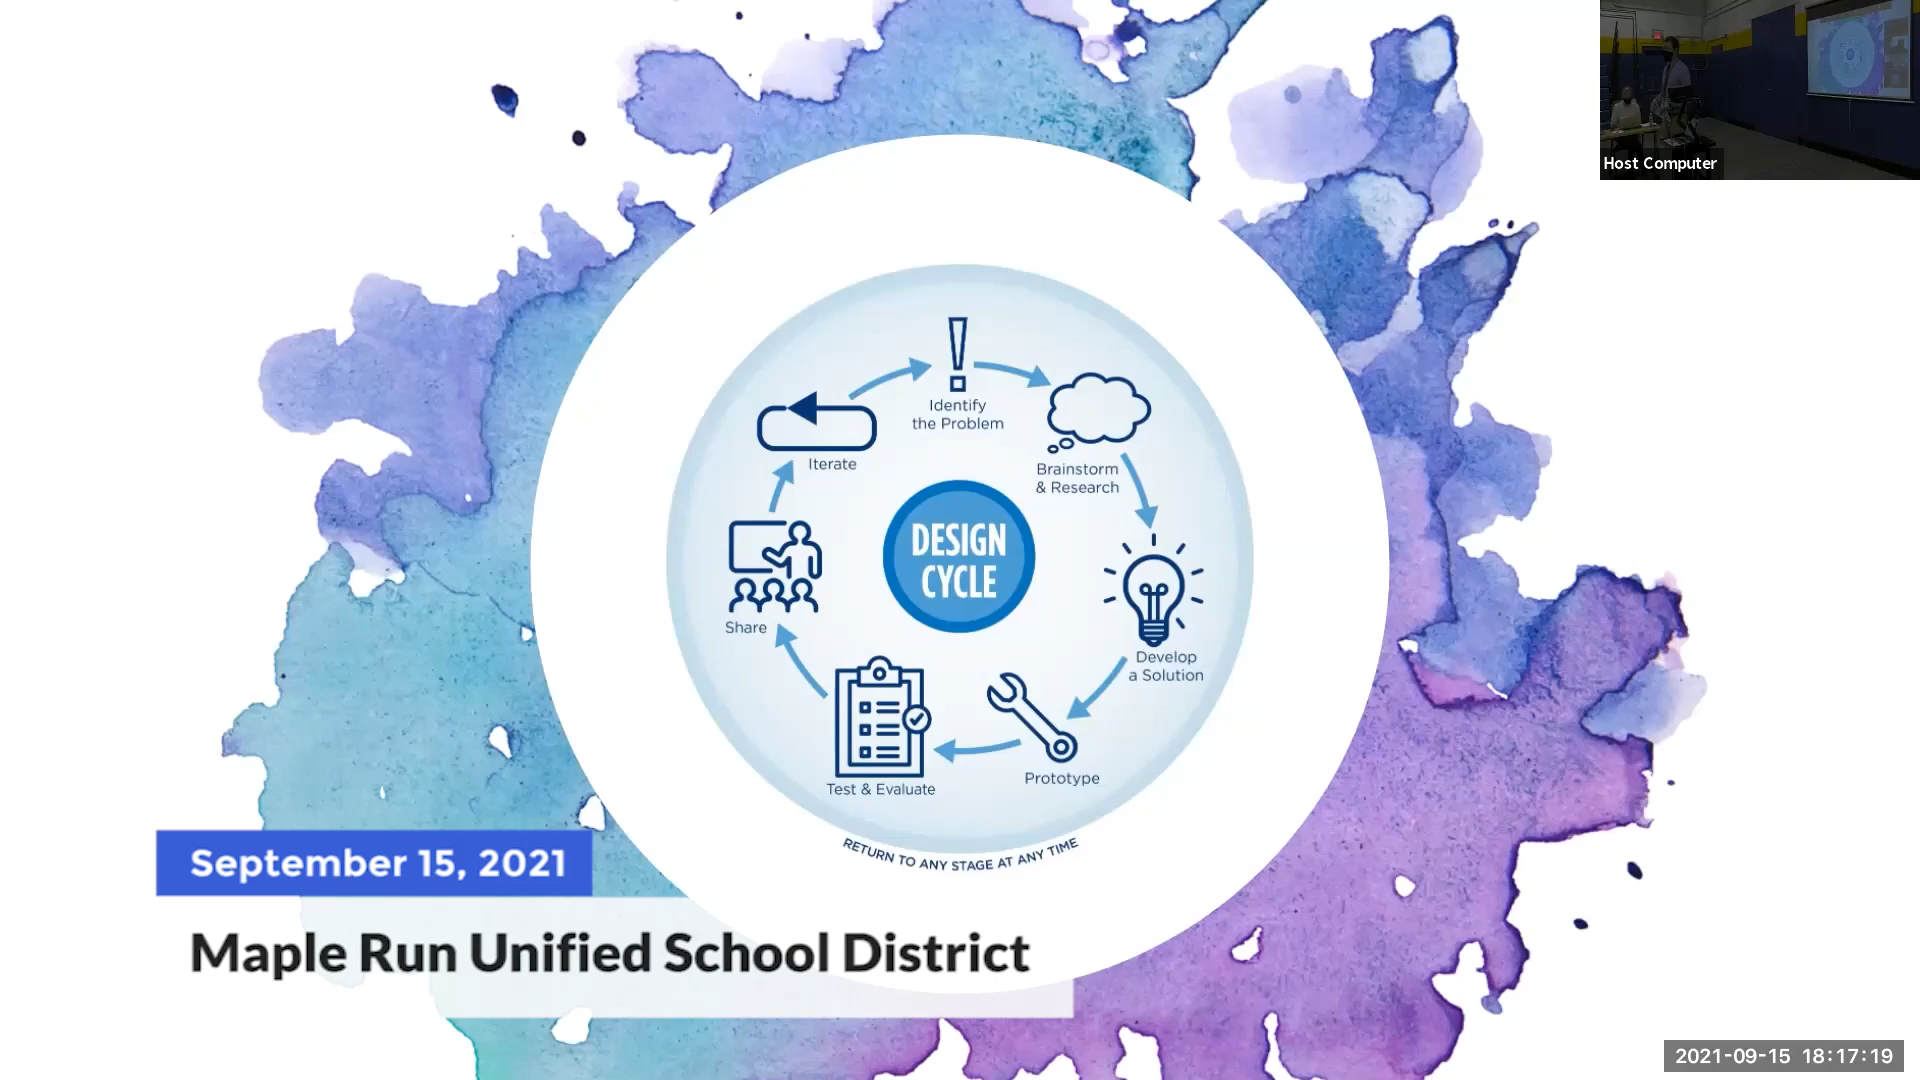 Host Computer
Identify
the Problem
Brainstorm
& Research
Develop
a Solution
Prototype
Test & Evaluate
Share
Iterate
DESIGN
CYCLE
RETURN TO ANY STAGE AT ANY TIME
September 15, 2021
Maple Run Unified School District
2021-09-15 18:17:19